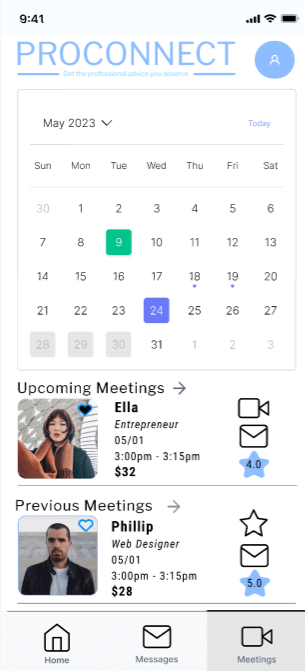 9:41
PROCONNECT
Get the professional advice you deserve
May 2023 Today
Sun Mon Tue Wed Thu Fri Sat
30 1 2 3 4 5 6
7 8 9 10 11 12 13
14 15 16 17 18 19 20
21 22 23 24 25 26 27
28 29 30 31 1 2 3
Upcoming Meetings
Ella
Entrepreneur
05/01
3:00pm - 3:15pm
$32
4.0
Previous Meetings
Phillip
Web Designer
05/01
3:00pm - 3:15pm
$28
5.0
Home Messages Meetings